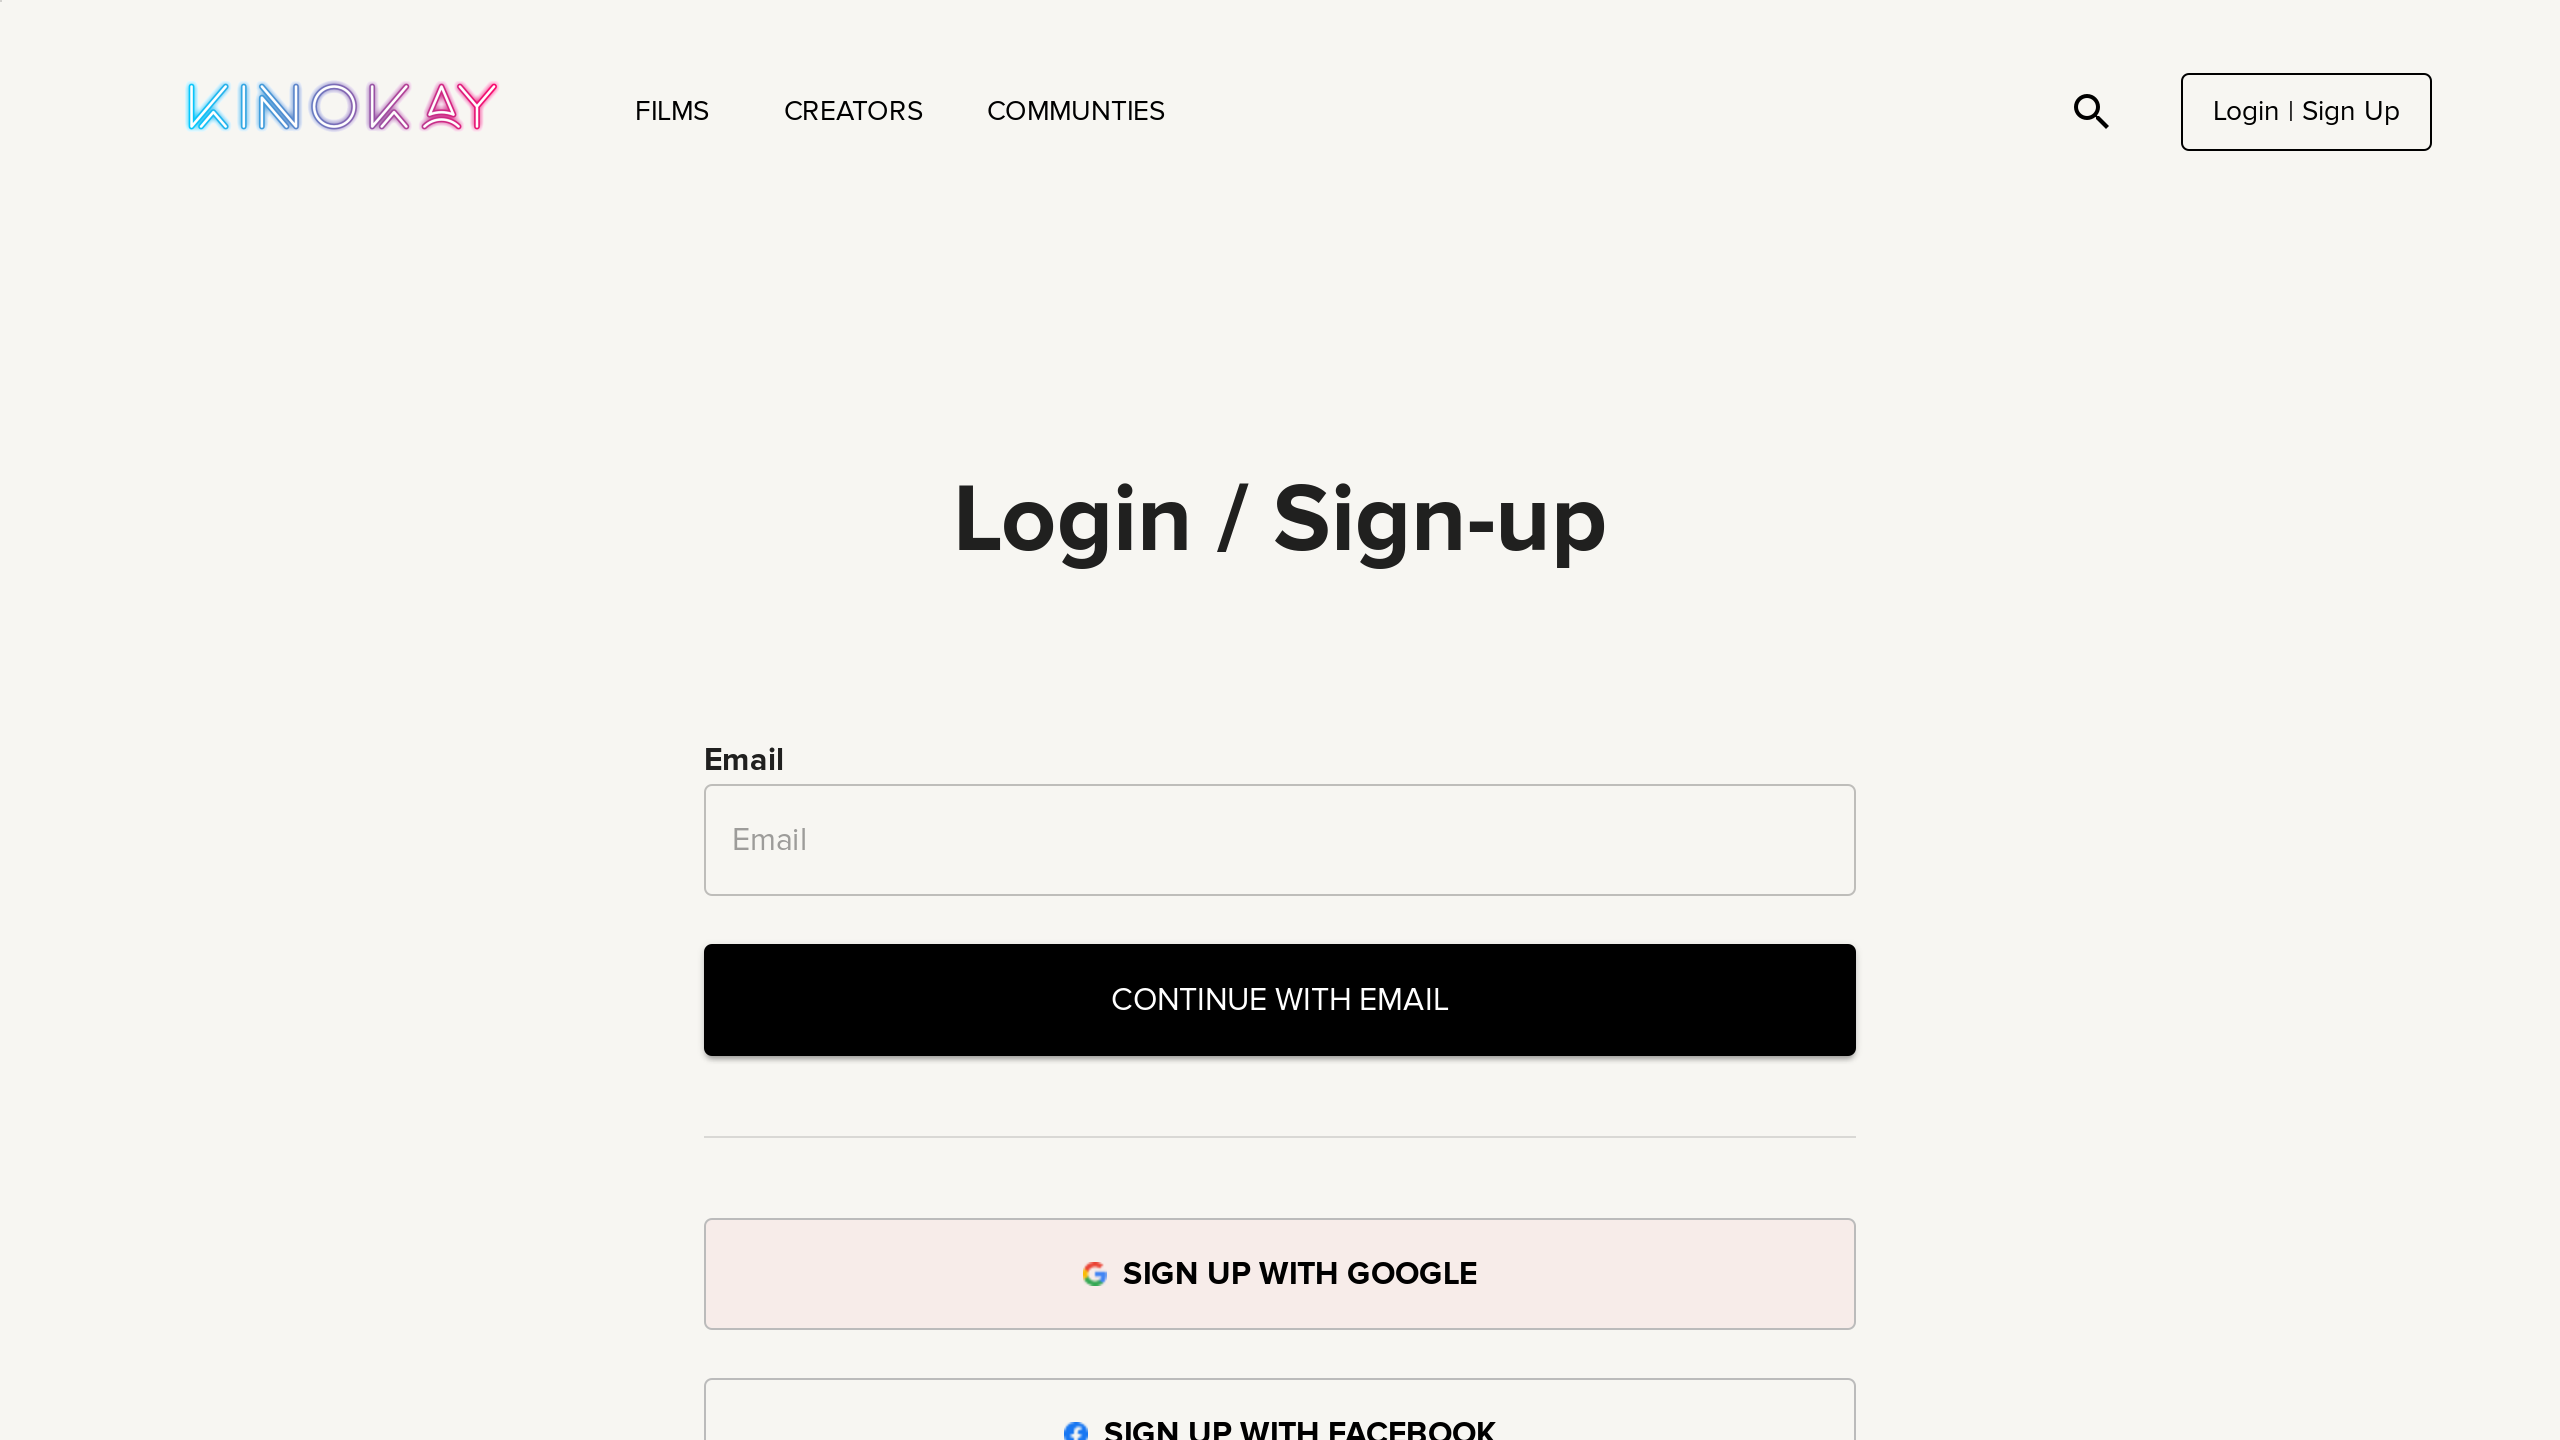 KINOKAY
FILMS
CREATORS
COMMUNTIES
Login | Sign Up
Login / Sign-up
Email
Email
CONTINUE WITH EMAIL
SIGN UP WITH GOOGLE
SIGN UP WITH FACEBOOK